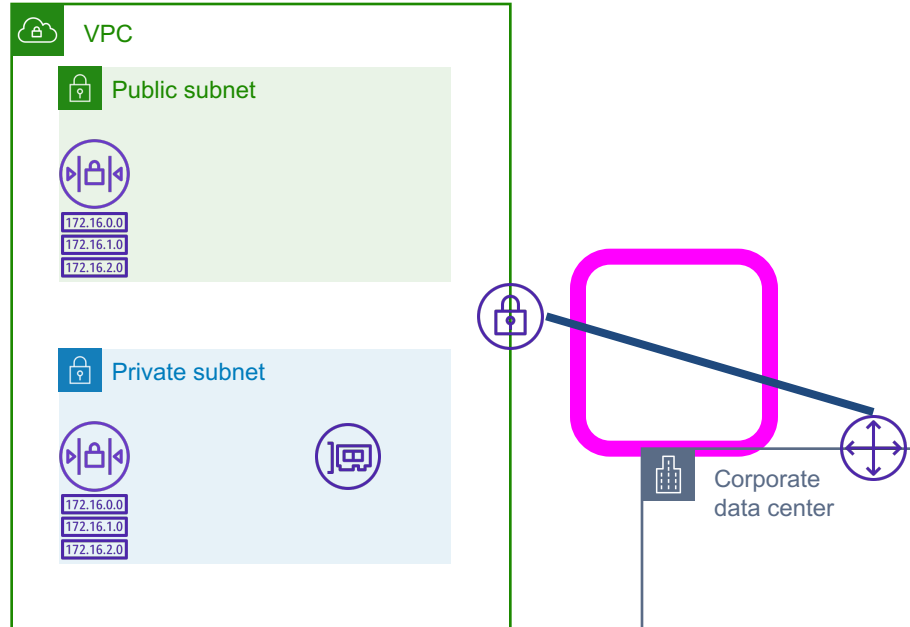 VPC
Public subnet
172.16.0.0
172.16.1.0
172.16.2.0
Private subnet
172.16.0.0
172.16.1.0
172.16.2.0
Corporate
data center